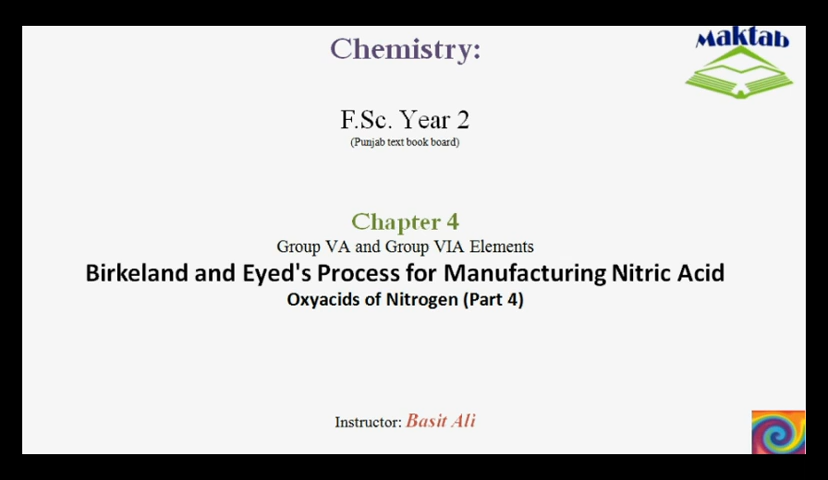 Maktab
Chemistry:
F.Sc. Year 2
(Punjab text book board)
Chapter 4
Group VA and Group VIA Elements
Birkeland and Eyed's Process for Manufacturing Nitric Acid
Oxyacids of Nitrogen (Part 4)
Instructor: Basit Ali